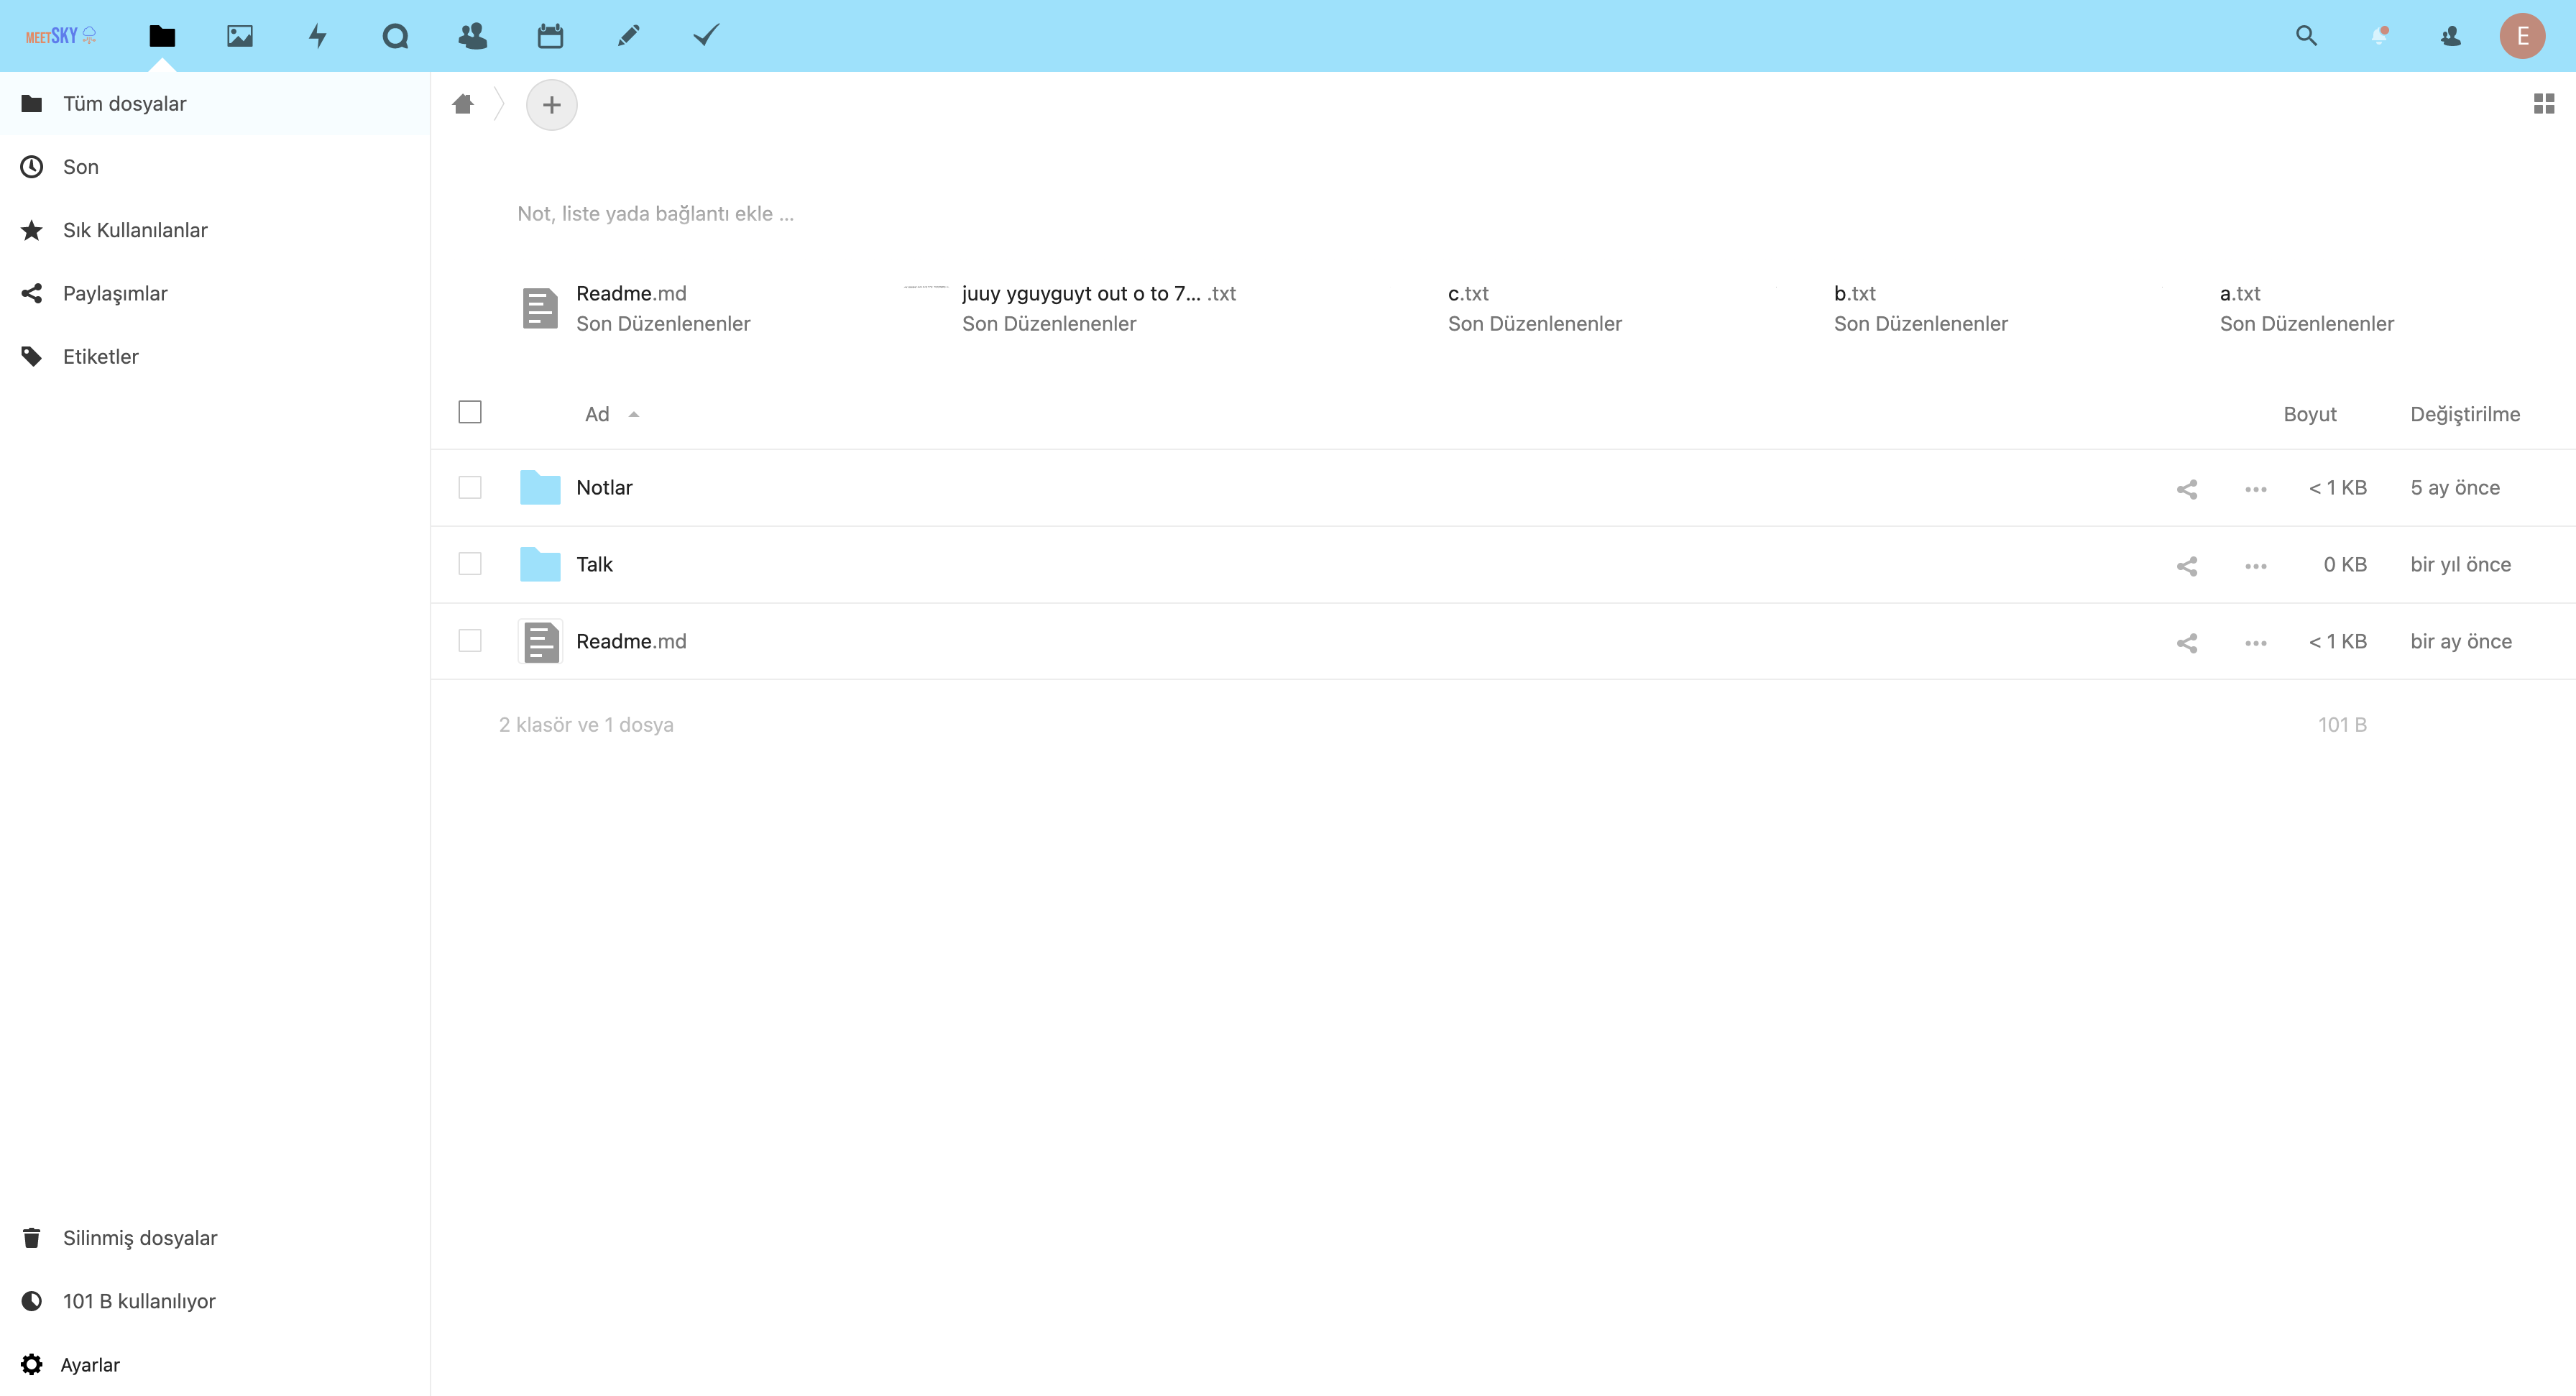 MEETSKY
E
Tüm dosyalar
Son
Sık Kullanılanlar
Paylaşımlar
Etiketler
Not, liste yada bağlantı ekle ...
Readme.md
Son Düzenlenenler
juuy yguyguyt out o to 7... .txt
Son Düzenlenenler
c.txt
Son Düzenlenenler
b.txt
Son Düzenlenenler
a.txt
Son Düzenlenenler
Ad Boyut Değiştirilme
Notlar < 1 KB 5 ay önce
Talk 0 KB bir yıl önce
Readme.md < 1 KB bir ay önce
2 klasör ve 1 dosya 101 B
Silinmiş dosyalar
101 B kullanılıyor
Ayarlar